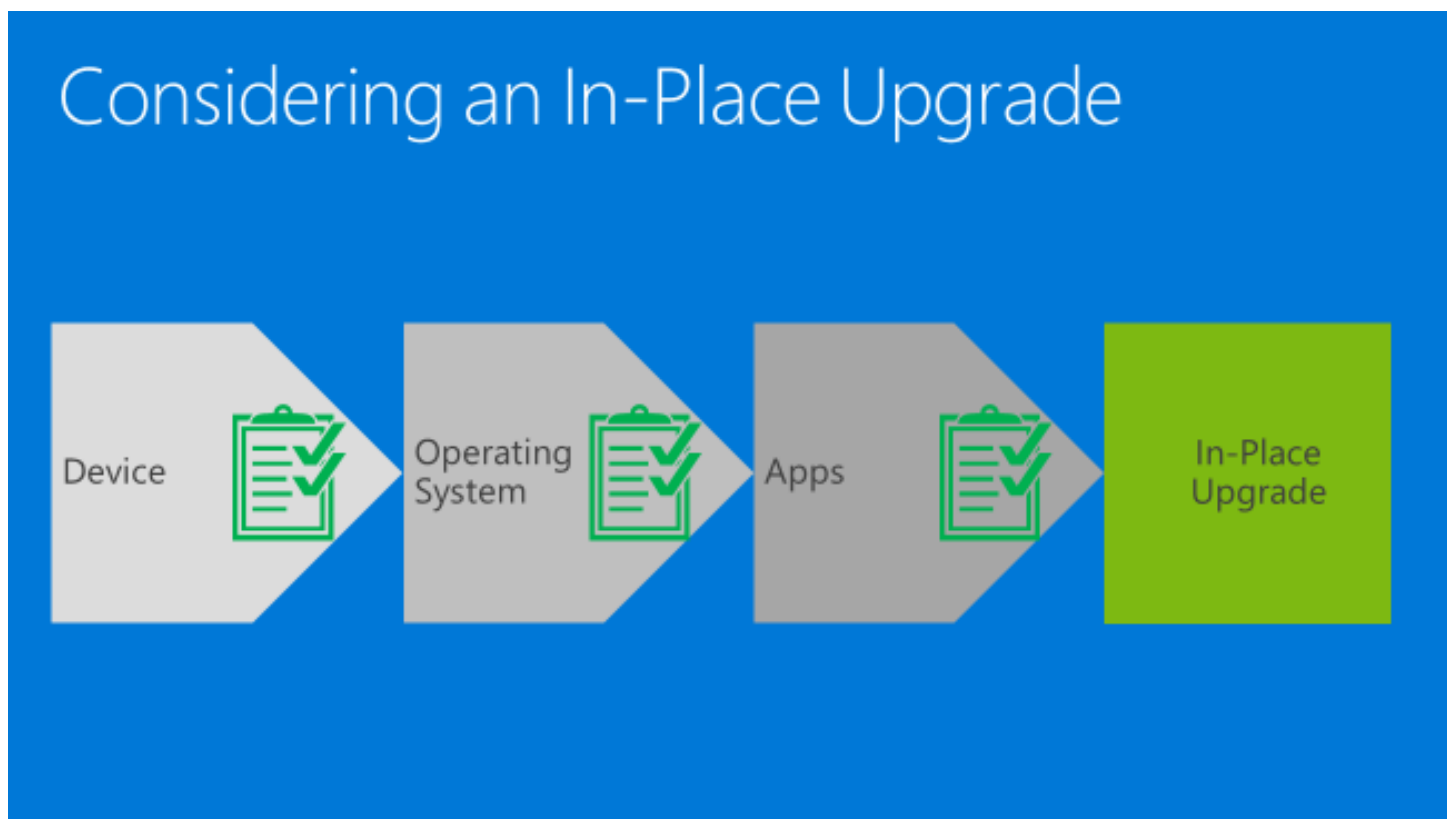 Considering an In-Place Upgrade
Device
Operating
System
Apps
In-Place
Upgrade